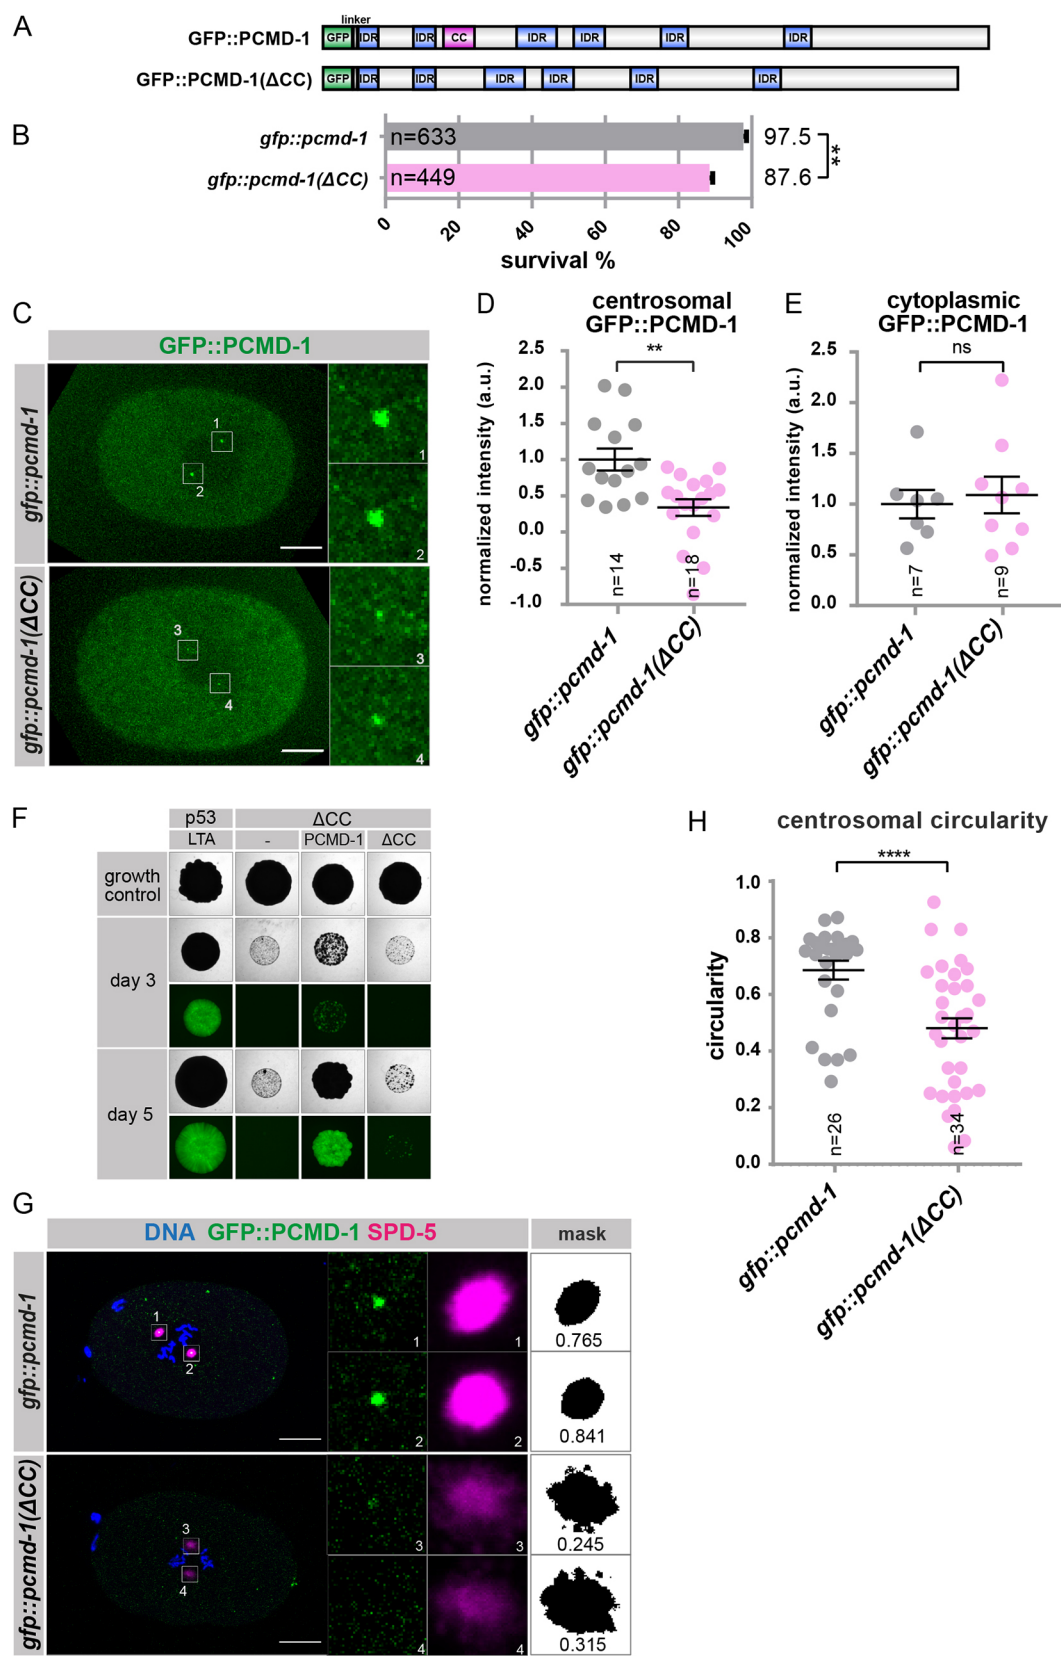 A
linker
GFP::PCMD-1
GFP IDR IDR CC IDR IDR IDR IDR
GFP::PCMD-1(ΔCC)
GFP IDR IDR IDR IDR IDR IDR
B
gfp::pcmd-1
n=633
97.5
gfp::pcmd-1(ΔCC)
n=449
87.6
**
0 20 40 60 80 100
survival %
C
GFP::PCMD-1
gfp::pcmd-1
1
2
1
2
gfp::pcmd-1(ΔCC)
3
4
3
4
D
centrosomal
GFP::PCMD-1
**
normalized intensity (a.u.)
2.5
2.0
1.5
1.0
0.5
0.0
-0.5
-1.0
n=14
n=18
gfp::pcmd-1
gfp::pcmd-1(ΔCC)
E
cytoplasmic
GFP::PCMD-1
ns
normalized intensity (a.u.)
2.5
2.0
1.5
1.0
0.5
0.0
n=7
n=9
gfp::pcmd-1
gfp::pcmd-1(ΔCC)
F
p53 ΔCC
LTA - PCMD-1 ΔCC
growth
control
day 3
day 5
G
DNA GFP::PCMD-1 SPD-5
mask
gfp::pcmd-1
1
2
1
1
0.765
2
2
0.841
gfp::pcmd-1(ΔCC)
3
4
3
3
0.245
4
4
0.315
H
centrosomal circularity
****
circularity
1.0
0.8
0.6
0.4
0.2
0.0
n=26
n=34
gfp::pcmd-1
gfp::pcmd-1(ΔCC)